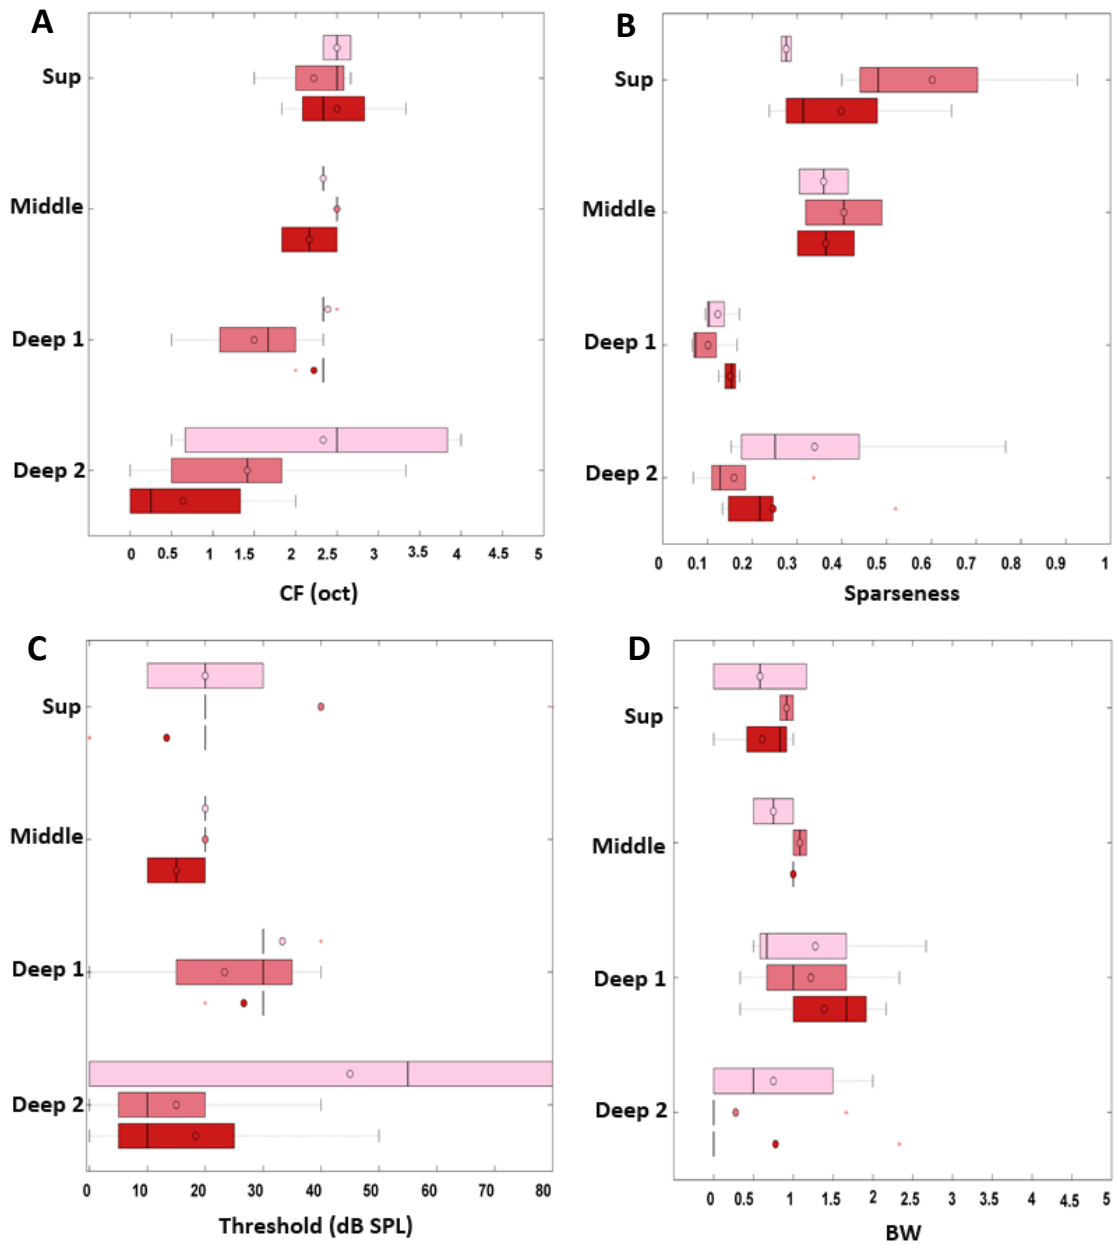 A
Sup
Middle
Deep 1
Deep 2
0 0.5 1 1.5 2 2.5 3 3.5 4 4.5 5
CF (oct)
B
Sup
Middle
Deep 1
Deep 2
0 0.1 0.2 0.3 0.4 0.5 0.6 0.7 0.8 0.9 1
Sparseness
C
Sup
Middle
Deep 1
Deep 2
0 10 20 30 40 50 60 70 80
Threshold (dB SPL)
D
Sup
Middle
Deep 1
Deep 2
0 0.5 1 1.5 2 2.5 3 3.5 4 4.5 5
BW